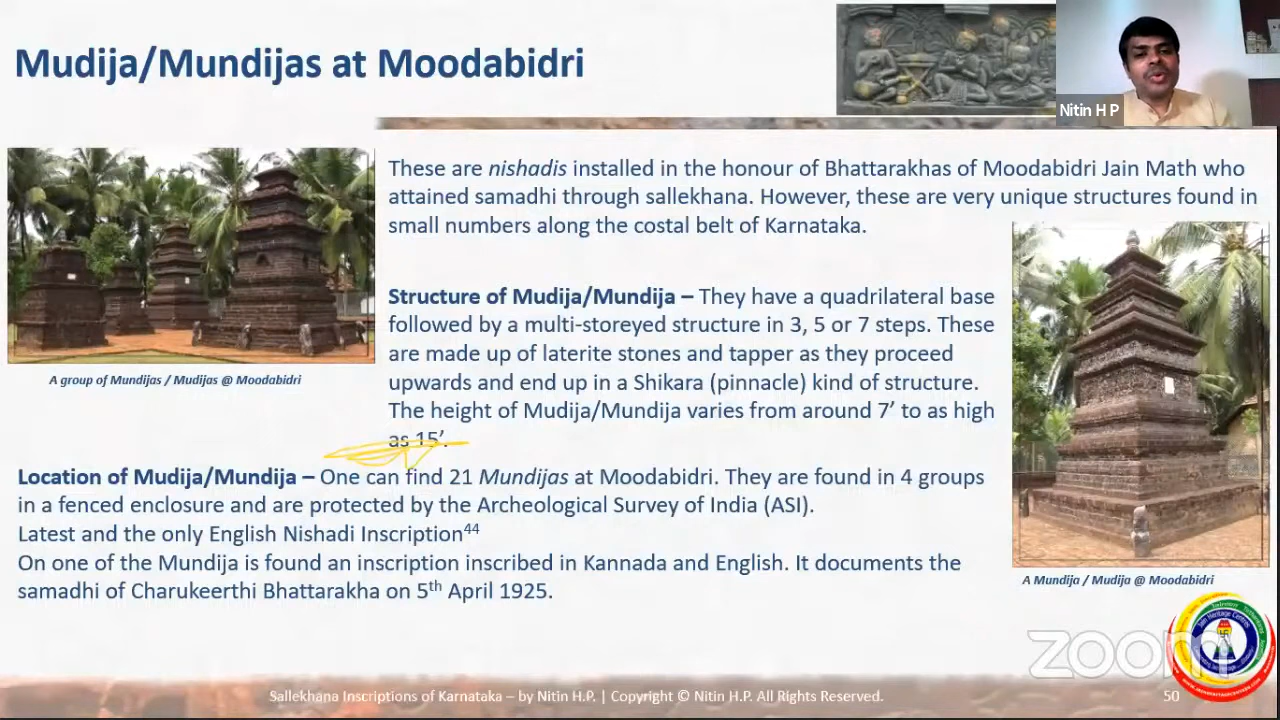 Mudija/Mundijas at Moodabidri
Nitin H P
These are nishadis installed in the honour of Bhattarakhas of Moodabidri Jain Math who
attained samadhi through sallekhana. However, these are very unique structures found in
small numbers along the costal belt of Karnataka.
Structure of Mudija/Mundija – They have a quadrilateral base
followed by a multi-storeyed structure in 3, 5 or 7 steps. These
are made up of laterite stones and tapper as they proceed
upwards and end up in a Shikara (pinnacle) kind of structure.
The height of Mudija/Mundija varies from around 7’ to as high
as 15’.
A group of Mundijas / Mudijas @ Moodabidri
Location of Mudija/Mundija – One can find 21 Mundijas at Moodabidri. They are found in 4 groups
in a fenced enclosure and are protected by the Archeological Survey of India (ASI).
Latest and the only English Nishadi Inscription⁴⁴
On one of the Mundija is found an inscription inscribed in Kannada and English. It documents the
samadhi of Charukeerthi Bhattarakha on 5th April 1925.
A Mundija / Mudija @ Moodabidri
zoom
Sallekhana Inscriptions of Karnataka – by Nitin H.P. | Copyright © Nitin H.P. All Rights Reserved.
50